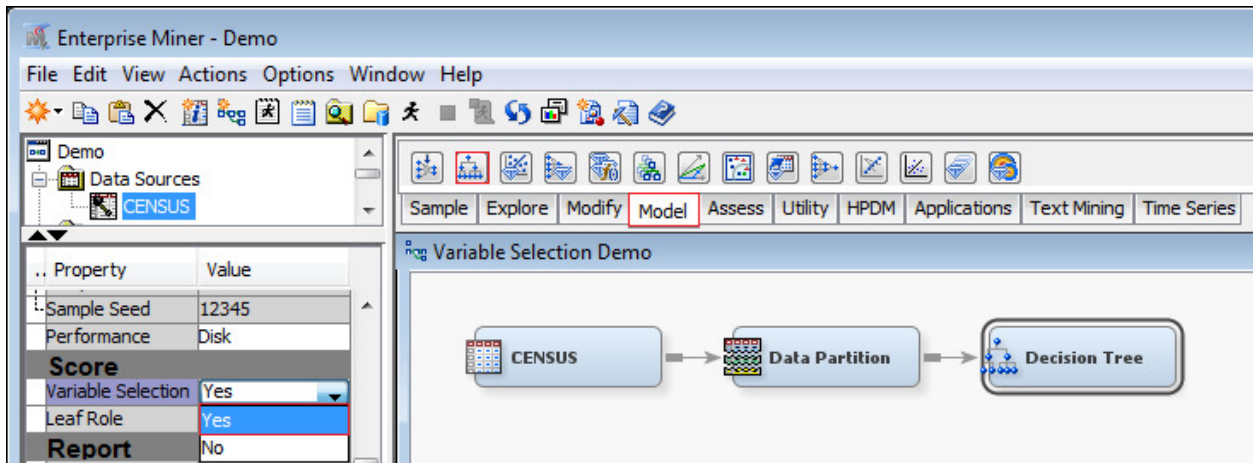 Enterprise Miner - Demo
File Edit View Actions Options Window Help
Demo
Data Sources
CENSUS
Sample Explore Modify Model Assess Utility HPDM Applications Text Mining Time Series
Variable Selection Demo
.. Property Value
Sample Seed 12345
Performance Disk
Score
Variable Selection Yes
Leaf Role Yes
Report No
CENSUS Data Partition Decision Tree